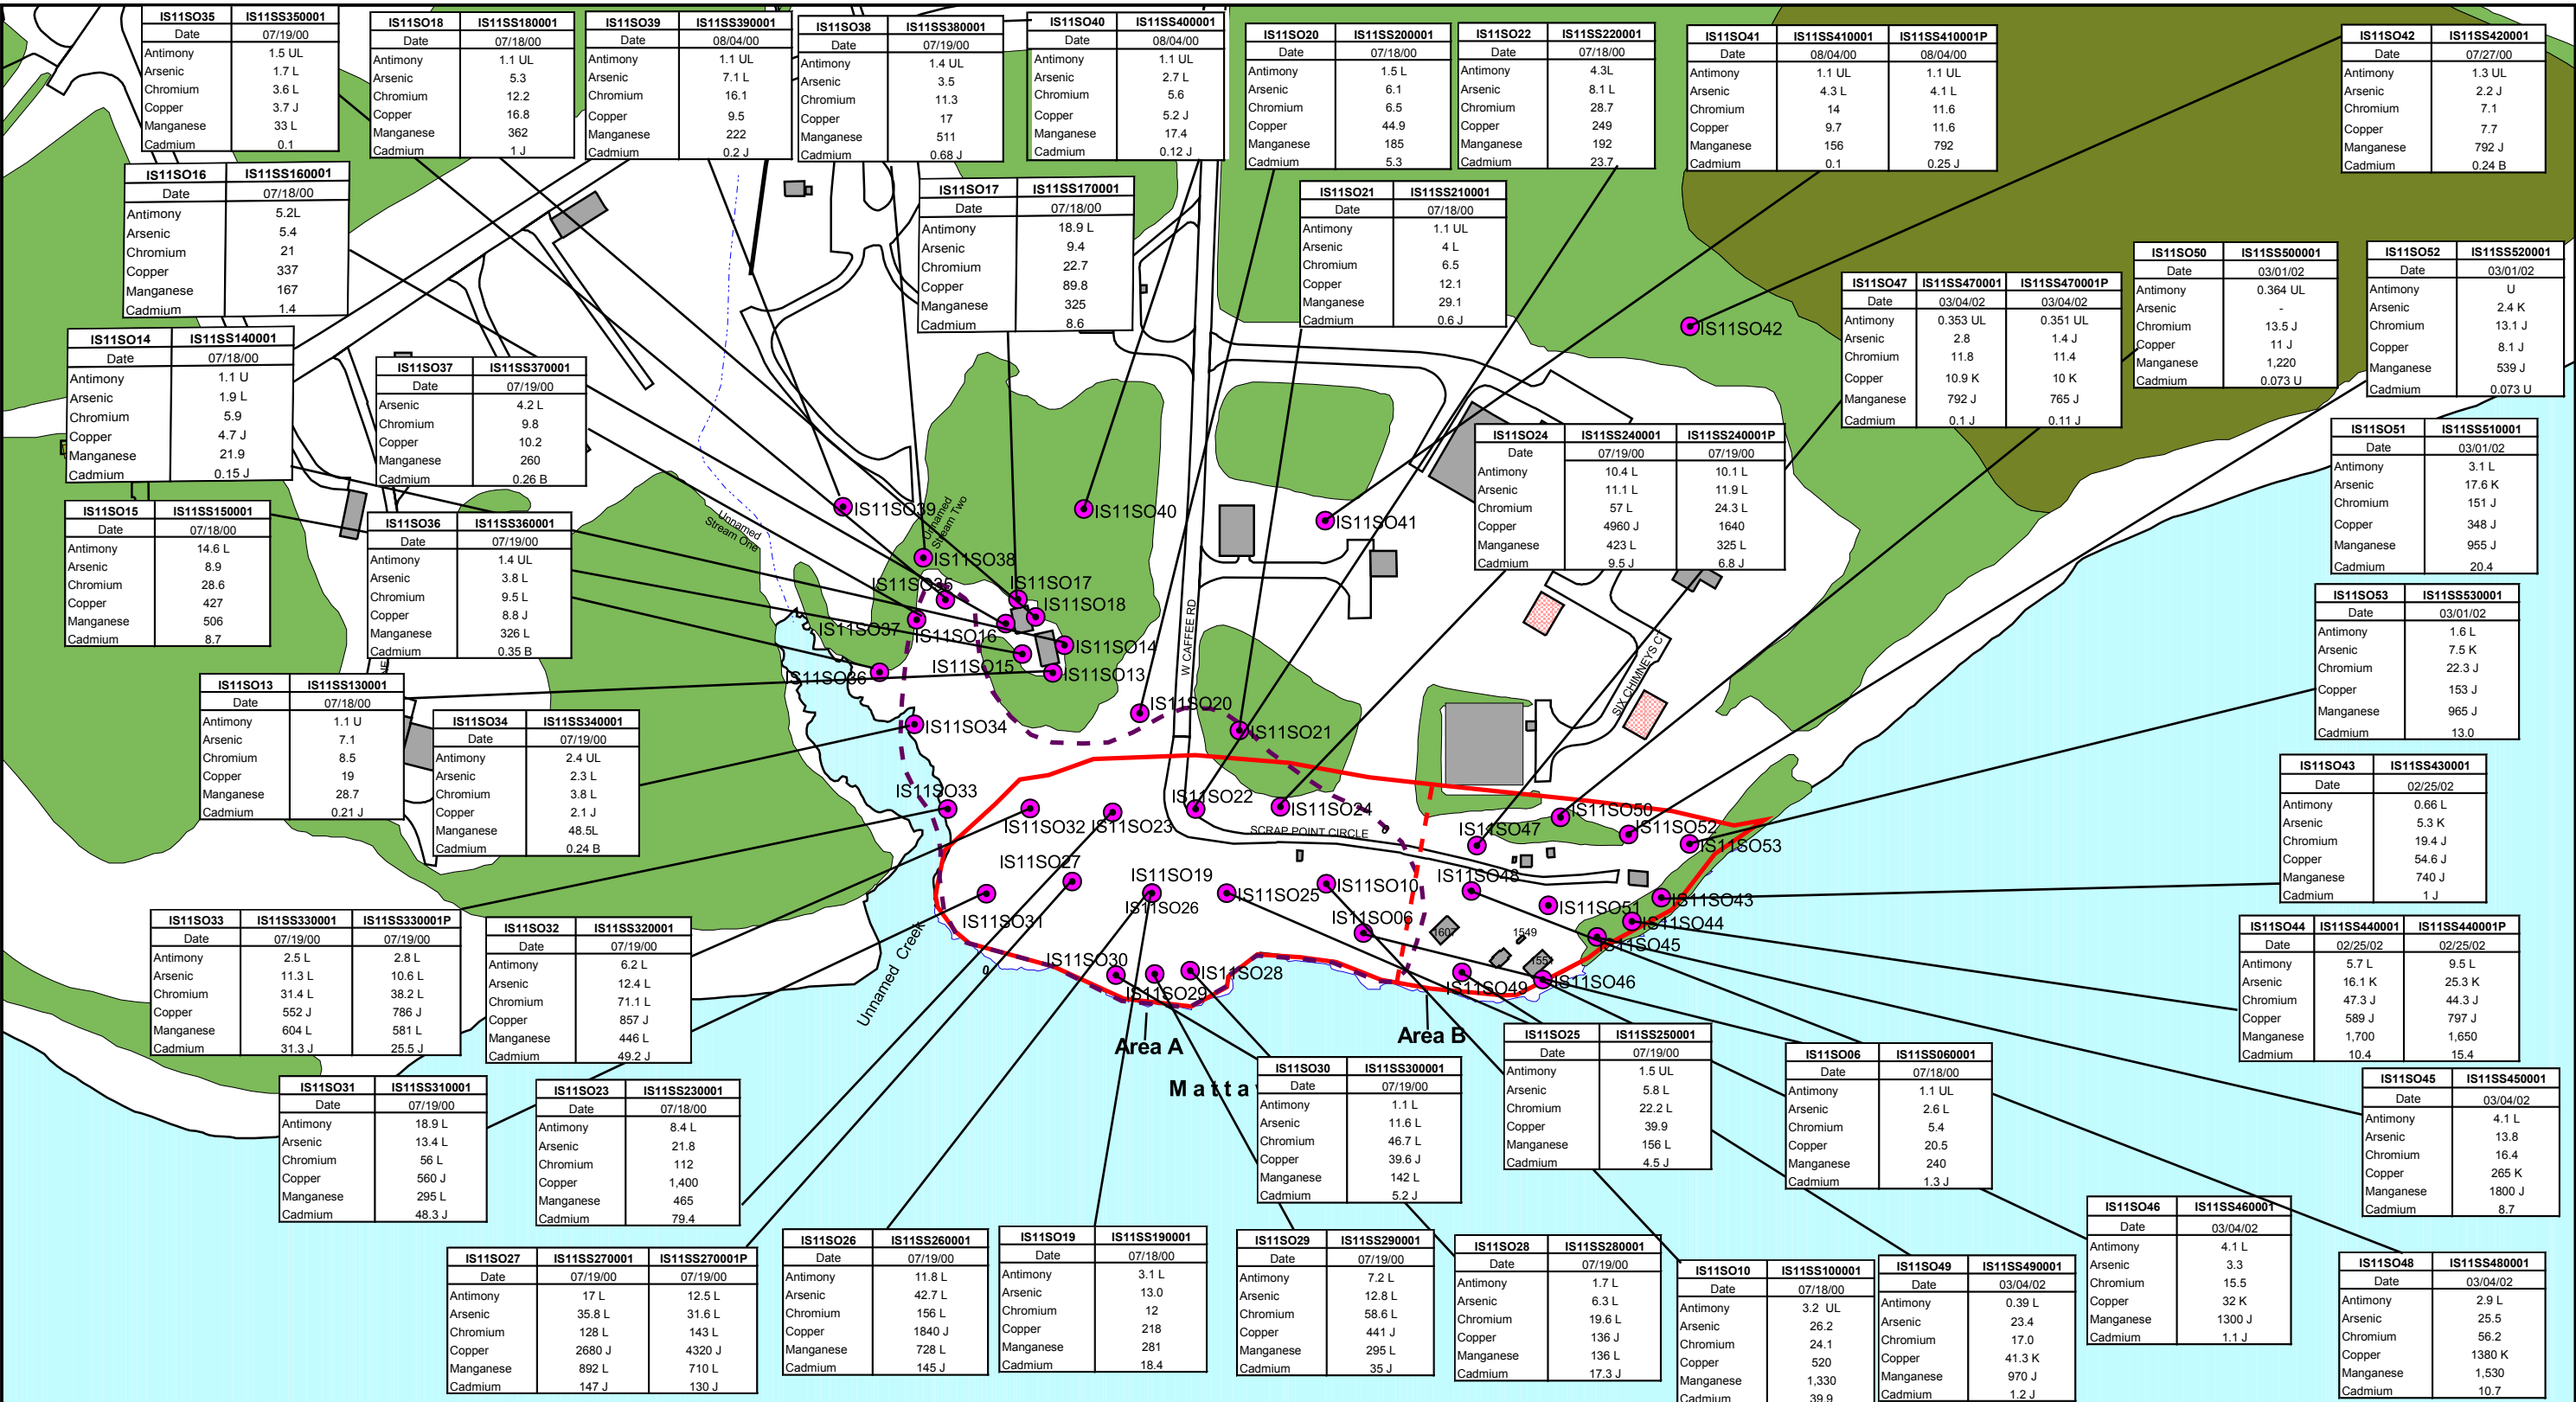 IS11SO35 IS11SS350001
Date 07/19/00
Antimony 1.5 UL
Arsenic 1.7 L
Chromium 3.6 L
Copper 3.7 J
Manganese 33 L
Cadmium 0.1
IS11SO18 IS11SS180001
Date 07/18/00
Antimony 1.1 UL
Arsenic 5.3
Chromium 12.2
Copper 16.8
Manganese 362
Cadmium 1 J
IS11SO39 IS11SS390001
Date 08/04/00
Antimony 1.1 UL
Arsenic 7.1 L
Chromium 16.1
Copper 9.5
Manganese 222
Cadmium 0.2 J
IS11SO38 IS11SS380001
Date 07/19/00
Antimony 1.4 UL
Arsenic 3.5
Chromium 11.3
Copper 17
Manganese 511
Cadmium 0.68 J
IS11SO40 IS11SS400001
Date 08/04/00
Antimony 1.1 UL
Arsenic 2.7 L
Chromium 5.6
Copper 5.2 J
Manganese 17.4
Cadmium 0.12 J
IS11SO20 IS11SS200001
Date 07/18/00
Antimony 1.5 L
Arsenic 6.1
Chromium 6.5
Copper 44.9
Manganese 185
Cadmium 5.3
IS11SO22 IS11SS220001
Date 07/18/00
Antimony 4.3L
Arsenic 8.1 L
Chromium 28.7
Copper 249
Manganese 192
Cadmium 23.7
IS11SO41 IS11SS410001 IS11SS410001P
Date 08/04/00 08/04/00
Antimony 1.1 UL 1.1 UL
Arsenic 4.3 L 4.1 L
Chromium 14 11.6
Copper 9.7 11.6
Manganese 156 792
Cadmium 0.1 0.25 J
IS11SO42 IS11SS420001
Date 07/27/00
Antimony 1.3 UL
Arsenic 2.2 J
Chromium 7.1
Copper 7.7
Manganese 792 J
Cadmium 0.24 B
IS11SO16 IS11SS160001
Date 07/18/00
Antimony 5.2L
Arsenic 5.4
Chromium 21
Copper 337
Manganese 167
Cadmium 1.4
IS11SO17 IS11SS170001
Date 07/18/00
Antimony 18.9 L
Arsenic 9.4
Chromium 22.7
Copper 89.8
Manganese 325
Cadmium 8.6
IS11SO21 IS11SS210001
Date 07/18/00
Antimony 1.1 UL
Arsenic 4 L
Chromium 6.5
Copper 12.1
Manganese 29.1
Cadmium 0.6 J
IS11SO47 IS11SS470001 IS11SS470001P
Date 03/04/02 03/04/02
Antimony 0.353 UL 0.351 UL
Arsenic 2.8 1.4 J
Chromium 11.8 11.4
Copper 10.9 K 10 K
Manganese 792 J 765 J
Cadmium 0.1 J 0.11 J
IS11SO50 IS11SS500001
Date 03/01/02
Antimony 0.364 UL
Arsenic -
Chromium 13.5 J
Copper 11 J
Manganese 1,220
Cadmium 0.073 U
IS11SO52 IS11SS520001
Date 03/01/02
Antimony U
Arsenic 2.4 K
Chromium 13.1 J
Copper 8.1 J
Manganese 539 J
Cadmium 0.073 U
IS11SO14 IS11SS140001
Date 07/18/00
Antimony 1.1 U
Arsenic 1.9 L
Chromium 5.9
Copper 4.7 J
Manganese 21.9
Cadmium 0.15 J
IS11SO37 IS11SS370001
Date 07/19/00
Arsenic 4.2 L
Chromium 9.8
Copper 10.2
Manganese 260
Cadmium 0.26 B
IS11SO24 IS11SS240001 IS11SS240001P
Date 07/19/00 07/19/00
Antimony 10.4 L 10.1 L
Arsenic 11.1 L 11.9 L
Chromium 57 L 24.3 L
Copper 4960 J 1640
Manganese 423 L 325 L
Cadmium 9.5 J 6.8 J
IS11SO51 IS11SS510001
Date 03/01/02
Antimony 3.1 L
Arsenic 17.6 K
Chromium 151 J
Copper 348 J
Manganese 955 J
Cadmium 20.4
IS11SO15 IS11SS150001
Date 07/18/00
Antimony 14.6 L
Arsenic 8.9
Chromium 28.6
Copper 427
Manganese 506
Cadmium 8.7
IS11SO36 IS11SS360001
Date 07/19/00
Antimony 1.4 UL
Arsenic 3.8 L
Chromium 9.5 L
Copper 8.8 J
Manganese 326 L
Cadmium 0.35 B
IS11SO53 IS11SS530001
Date 03/01/02
Antimony 1.6 L
Arsenic 7.5 K
Chromium 22.3 J
Copper 153 J
Manganese 965 J
Cadmium 13.0
IS11SO13 IS11SS130001
Date 07/18/00
Antimony 1.1 U
Arsenic 7.1
Chromium 8.5
Copper 19
Manganese 28.7
Cadmium 0.21 J
IS11SO34 IS11SS340001
Date 07/19/00
Antimony 2.4 UL
Arsenic 2.3 L
Chromium 3.8 L
Copper 2.1 J
Manganese 48.5L
Cadmium 0.24 B
IS11SO43 IS11SS430001
Date 02/25/02
Antimony 0.66 L
Arsenic 5.3 K
Chromium 19.4 J
Copper 54.6 J
Manganese 740 J
Cadmium 1 J
IS11SO42
IS11SO39
Unnamed
Stream Two
IS11SO40
IS11SO41
Unnamed
Stream One
IS11SO38
IS11SO35
IS11SO17
IS11SO18
IS11SO37
IS11SO16
IS11SO14
IS11SO15
IS11SO36
IS11SO13
W CAFFEE RD
SIX CHIMNEYS CT
IS11SO20
IS11SO34
IS11SO21
IS11SO33
IS11SO22
IS11SO24
IS11SO50
IS11SO32
IS11SO23
SCRAP POINT CIRCLE
IS11SO47
IS11SO52
IS11SO53
IS11SO27
IS11SO19
IS11SO26
IS11SO25
IS11SO10
IS11SO48
IS11SO43
IS11SO31
IS11SO06
IS11SO51
IS11SO44
1607
1549
IS11SO45
Unnamed Creek
IS11SO30
IS11SO28
1551
IS11SO29
IS11SO49
IS11SO46
Area A
Area B
Matta
IS11SO33 IS11SS330001 IS11SS330001P
Date 07/19/00 07/19/00
Antimony 2.5 L 2.8 L
Arsenic 11.3 L 10.6 L
Chromium 31.4 L 38.2 L
Copper 552 J 786 J
Manganese 604 L 581 L
Cadmium 31.3 J 25.5 J
IS11SO32 IS11SS320001
Date 07/19/00
Antimony 6.2 L
Arsenic 12.4 L
Chromium 71.1 L
Copper 857 J
Manganese 446 L
Cadmium 49.2 J
IS11SO44 IS11SS440001 IS11SS440001P
Date 02/25/02 02/25/02
Antimony 5.7 L 9.5 L
Arsenic 16.1 K 25.3 K
Chromium 47.3 J 44.3 J
Copper 589 J 797 J
Manganese 1,700 1,650
Cadmium 10.4 15.4
IS11SO25 IS11SS250001
Date 07/19/00
Antimony 1.5 UL
Arsenic 5.8 L
Chromium 22.2 L
Copper 39.9
Manganese 156 L
Cadmium 4.5 J
IS11SO06 IS11SS060001
Date 07/18/00
Antimony 1.1 UL
Arsenic 2.6 L
Chromium 5.4
Copper 20.5
Manganese 240
Cadmium 1.3 J
IS11SO30 IS11SS300001
Date 07/19/00
Antimony 1.1 L
Arsenic 11.6 L
Chromium 46.7 L
Copper 39.6 J
Manganese 142 L
Cadmium 5.2 J
IS11SO45 IS11SS450001
Date 03/04/02
Antimony 4.1 L
Arsenic 13.8
Chromium 16.4
Copper 265 K
Manganese 1800 J
Cadmium 8.7
IS11SO31 IS11SS310001
Date 07/19/00
Antimony 18.9 L
Arsenic 13.4 L
Chromium 56 L
Copper 560 J
Manganese 295 L
Cadmium 48.3 J
IS11SO23 IS11SS230001
Date 07/18/00
Antimony 8.4 L
Arsenic 21.8
Chromium 112
Copper 1,400
Manganese 465
Cadmium 79.4
IS11SO46 IS11SS460001
Date 03/04/02
Antimony 4.1 L
Arsenic 3.3
Chromium 15.5
Copper 32 K
Manganese 1300 J
Cadmium 1.1 J
IS11SO27 IS11SS270001 IS11SS270001P
Date 07/19/00 07/19/00
Antimony 17 L 12.5 L
Arsenic 35.8 L 31.6 L
Chromium 128 L 143 L
Copper 2680 J 4320 J
Manganese 892 L 710 L
Cadmium 147 J 130 J
IS11SO26 IS11SS260001
Date 07/19/00
Antimony 11.8 L
Arsenic 42.7 L
Chromium 156 L
Copper 1840 J
Manganese 728 L
Cadmium 145 J
IS11SO19 IS11SS190001
Date 07/18/00
Antimony 3.1 L
Arsenic 13.0
Chromium 12
Copper 218
Manganese 281
Cadmium 18.4
IS11SO29 IS11SS290001
Date 07/19/00
Antimony 7.2 L
Arsenic 12.8 L
Chromium 58.6 L
Copper 441 J
Manganese 295 L
Cadmium 35 J
IS11SO28 IS11SS280001
Date 07/19/00
Antimony 1.7 L
Arsenic 6.3 L
Chromium 19.6 L
Copper 136 J
Manganese 136 L
Cadmium 17.3 J
IS11SO10 IS11SS100001
Date 07/18/00
Antimony 3.2 UL
Arsenic 26.2
Chromium 24.1
Copper 520
Manganese 1,330
Cadmium 39.9
IS11SO49 IS11SS490001
Date 03/04/02
Antimony 0.39 L
Arsenic 23.4
Chromium 17.0
Copper 41.3 K
Manganese 970 J
Cadmium 1.2 J
IS11SO48 IS11SS480001
Date 03/04/02
Antimony 2.9 L
Arsenic 25.5
Chromium 56.2
Copper 1380 K
Manganese 1,530
Cadmium 10.7